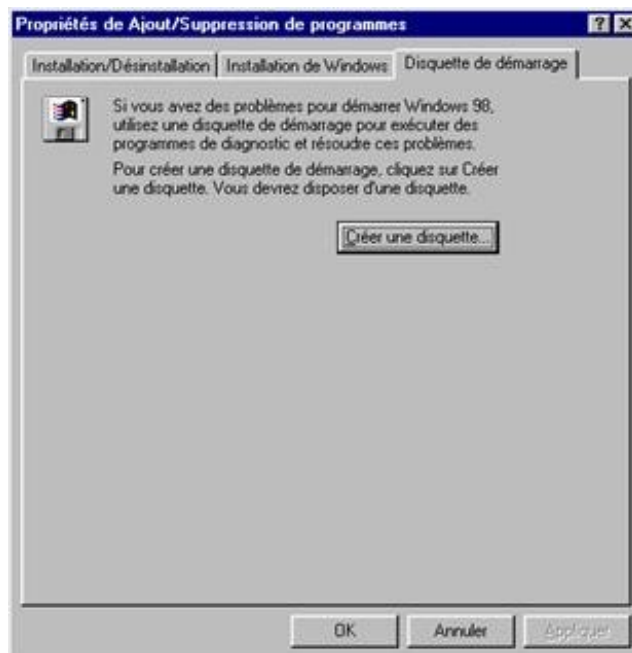 Propriétés de Ajout/Suppression de programmes
Installation/Désinstallation Installation de Windows Disquette de démarrage
Si vous avez des problèmes pour démarrer Windows 98,
utilisez une disquette de démarrage pour exécuter des
programmes de diagnostic et résoudre ces problèmes.
Pour créer une disquette de démarrage, cliquez sur Créer
une disquette. Vous devrez disposer d'une disquette.
Créer une disquette...
OK Annuler Appliquer